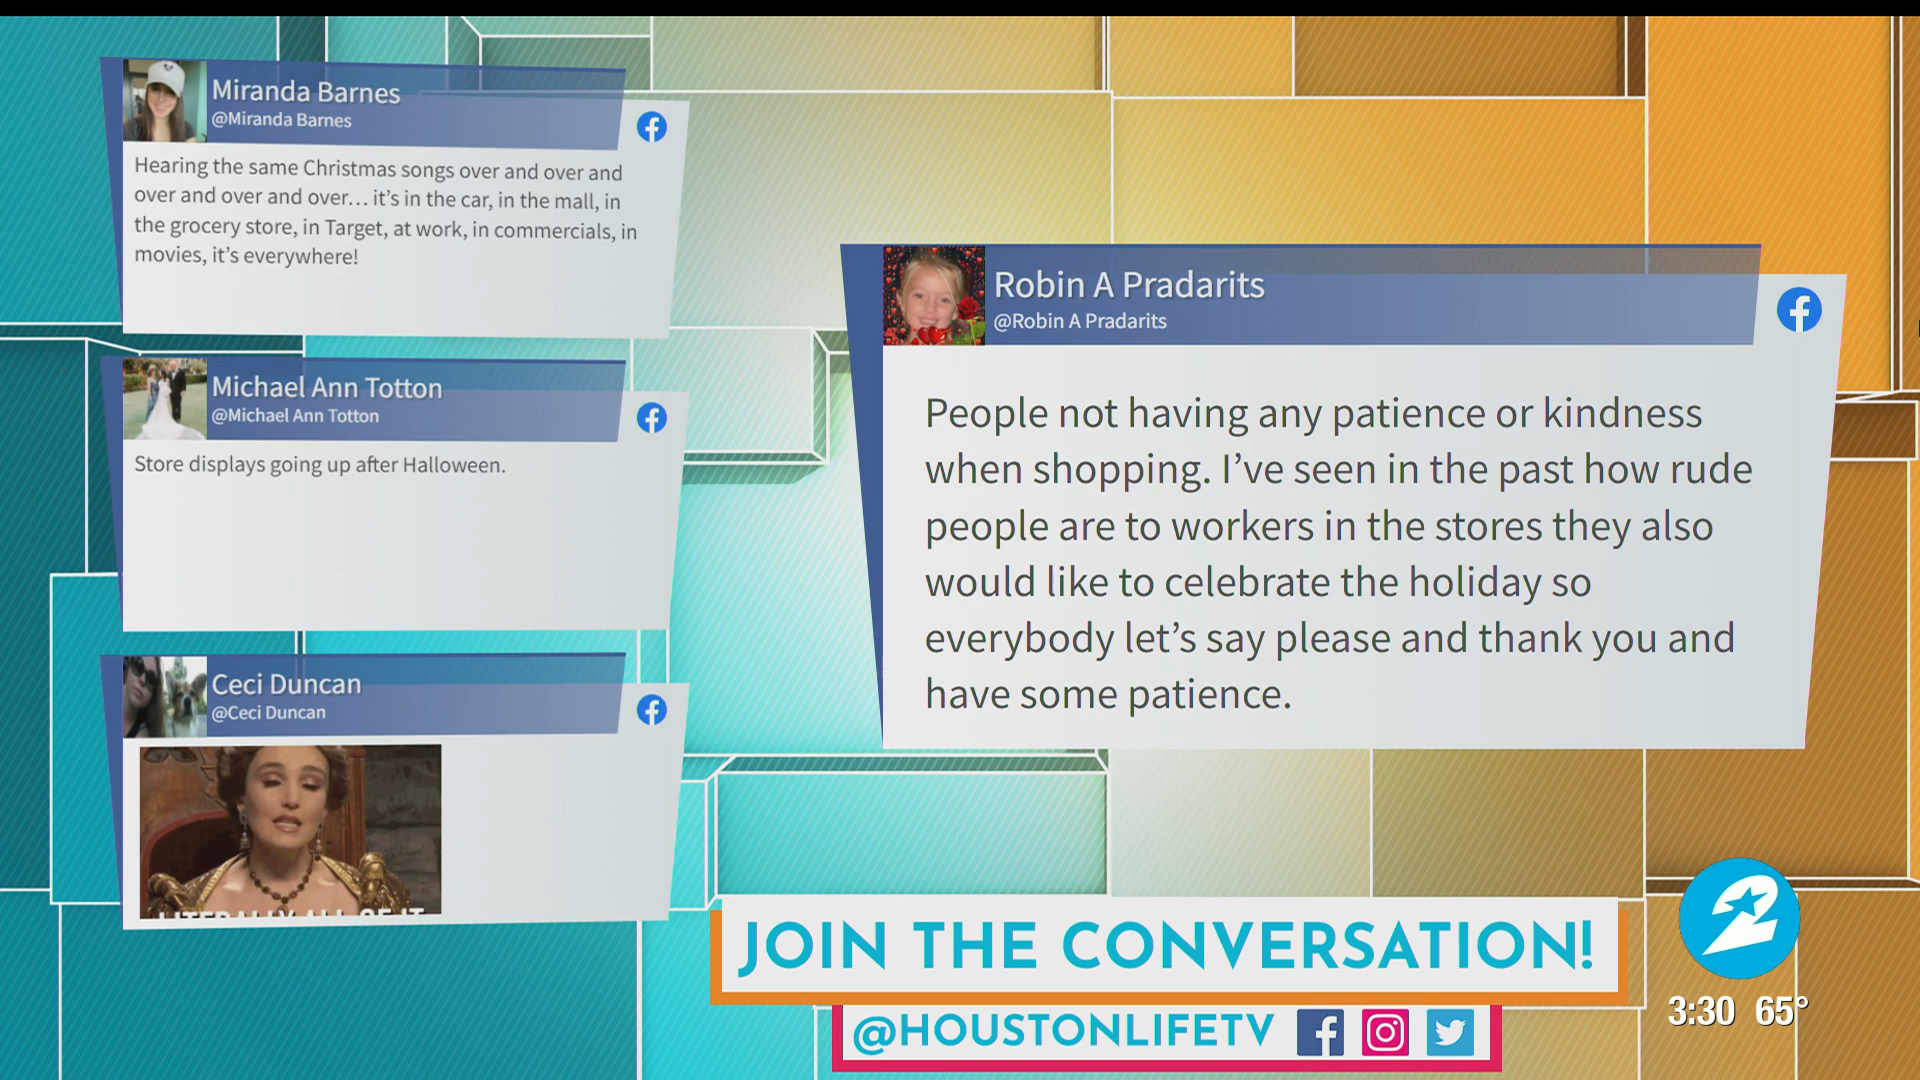 Miranda Barnes
@Miranda Barnes
Hearing the same Christmas songs over and over and
over and over and over… it’s in the car, in the mall, in
the grocery store, in Target, at work, in commercials, in
movies, it’s everywhere!
Michael Ann Totton
@Michael Ann Totton
Store displays going up after Halloween.
Ceci Duncan
@Ceci Duncan
LITERALLY ALL OF IT
Robin A Pradarits
@Robin A Pradarits
People not having any patience or kindness
when shopping. I’ve seen in the past how rude
people are to workers in the stores they also
would like to celebrate the holiday so
everybody let’s say please and thank you and
have some patience.
JOIN THE CONVERSATION!
@HOUSTONLIFETV
2
3:30 65°